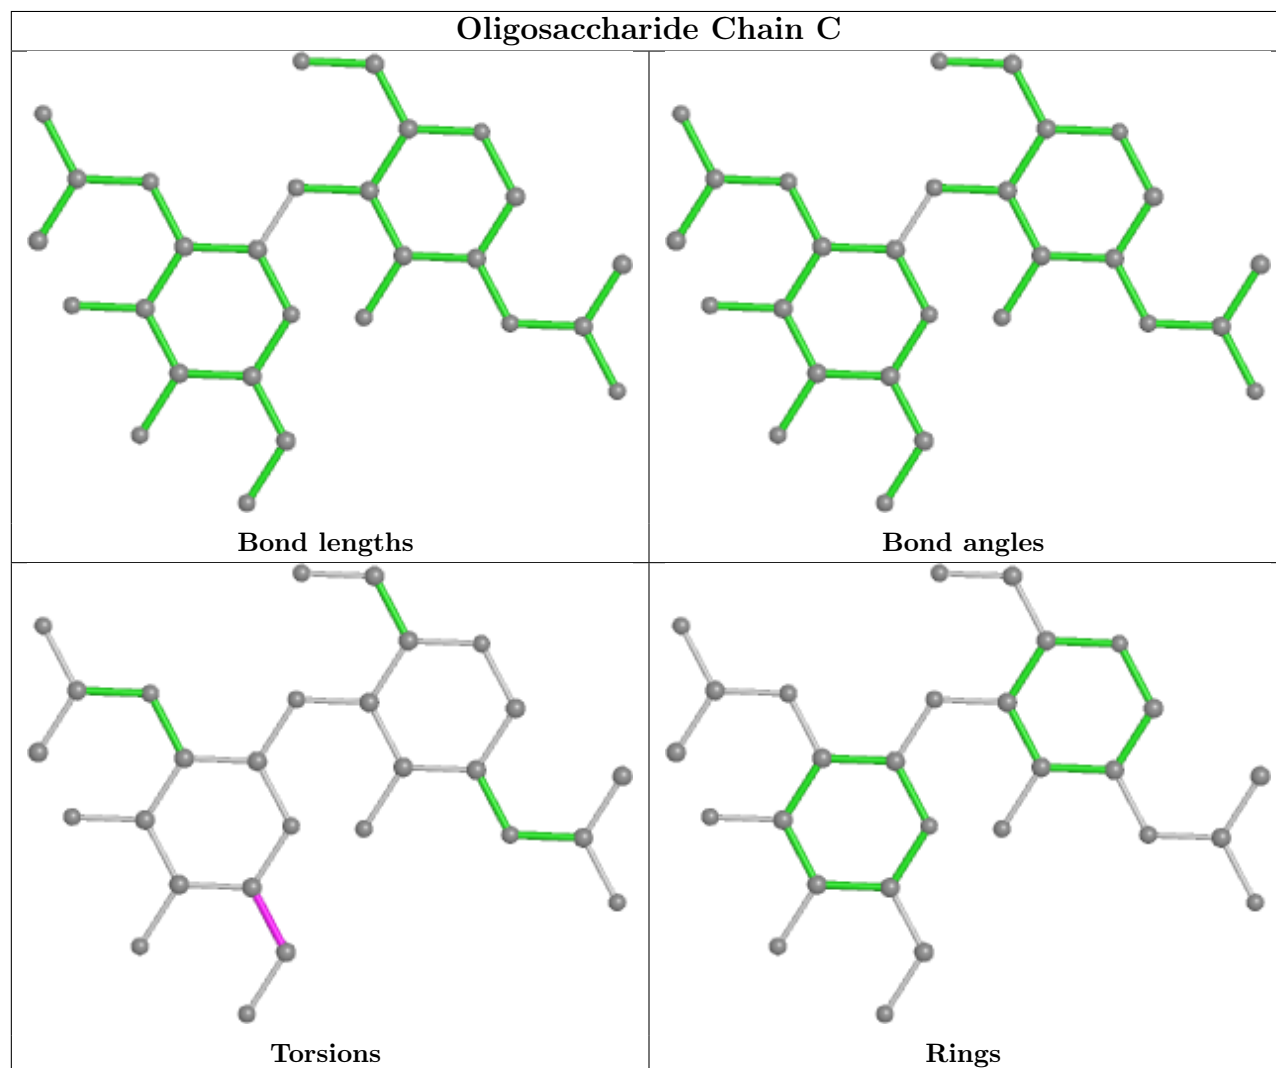 Oligosaccharide Chain C
Bond lengths
Bond angles
Torsions
Rings